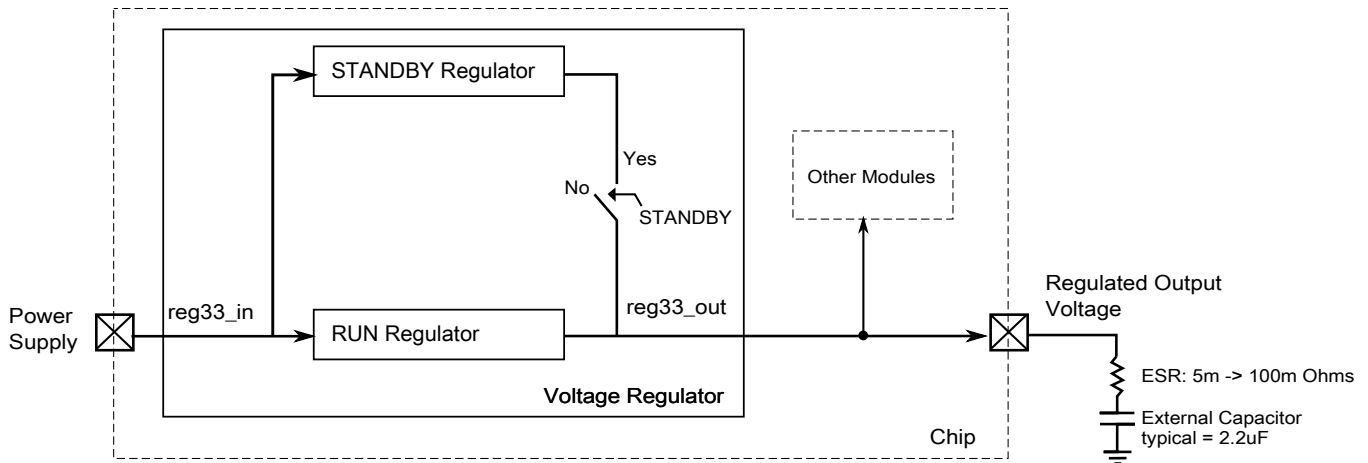 STANDBY Regulator
Yes
No
STANDBY
Other Modules
Power
Supply
reg33_in
RUN Regulator
reg33_out
Regulated Output
Voltage
Voltage Regulator
Chip
ESR: 5m -> 100m Ohms
External Capacitor
typical = 2.2uF